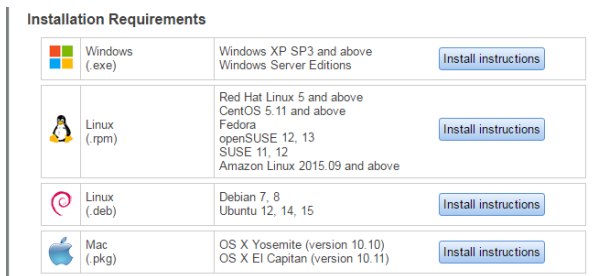 Installation Requirements
Windows
(.exe)
Windows XP SP3 and above
Windows Server Editions
Install instructions
Linux
(.rpm)
Red Hat Linux 5 and above
CentOS 5.11 and above
Fedora
openSUSE 12, 13
SUSE 11, 12
Amazon Linux 2015.09 and above
Install instructions
Linux
(.deb)
Debian 7, 8
Ubuntu 12, 14, 15
Install instructions
Mac
(.pkg)
OS X Yosemite (version 10.10)
OS X El Capitan (version 10.11)
Install instructions